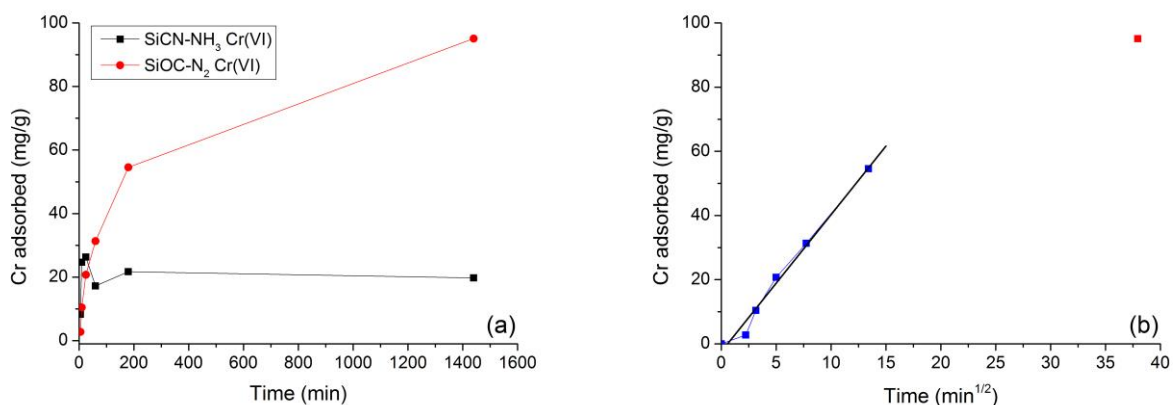 100
80
60
40
20
0
SiCN-NH₃ Cr(VI)
SiOC-N₂ Cr(VI)
Cr adsorbed (mg/g)
(a)
0 200 400 600 800 1000 1200 1400 1600
Time (min)
100
80
60
40
20
0
Cr adsorbed (mg/g)
(b)
0 5 10 15 20 25 30 35 40
Time (min¹ᐟ²)